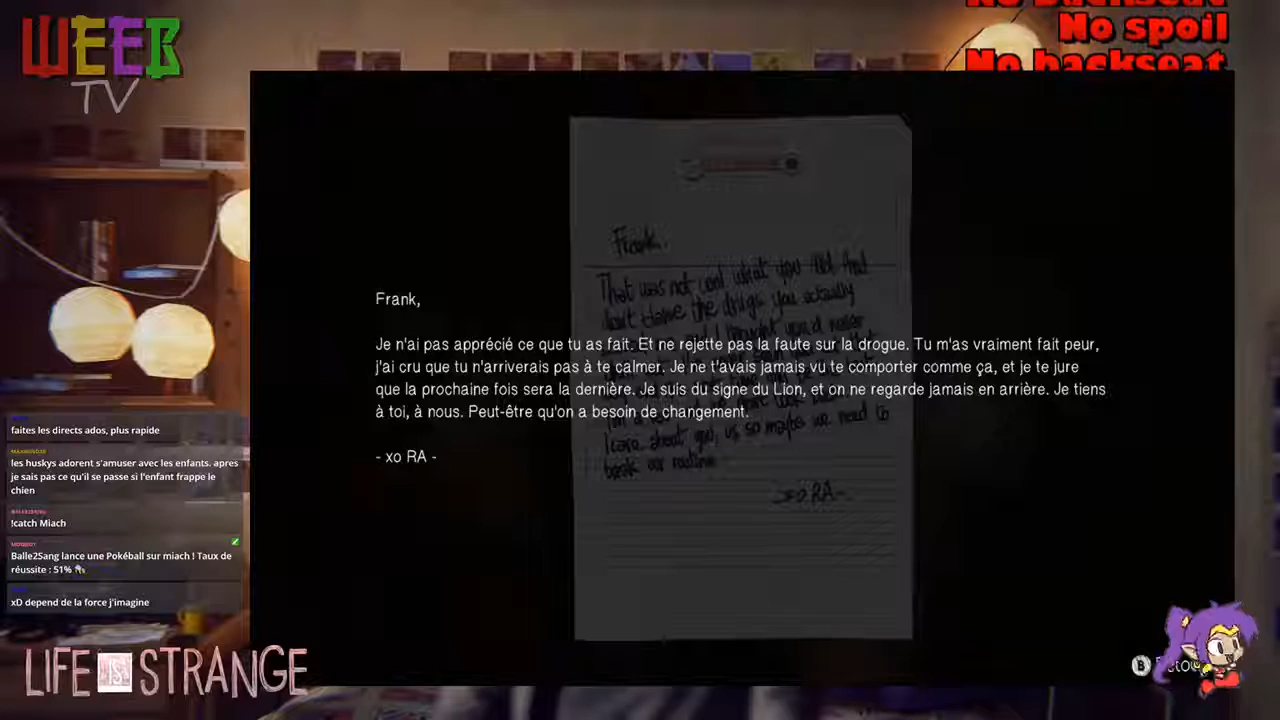 WEEB
TV
No backseat
No spoil
No backseat
Frank,
Je n'ai pas apprécié ce que tu as fait. Et ne rejette pas la faute sur la drogue. Tu m'as vraiment fait peur,
j'ai cru que tu n'arriverais pas à te calmer. Je ne t'avais jamais vu te comporter comme ça, et je te jure
que la prochaine fois sera la dernière. Je suis du signe du Lion, et on ne regarde jamais en arrière. Je tiens
à toi, à nous. Peut-être qu'on a besoin de changement.
- xo RA -
Frank.
That was not cool what you did. And
don't blame the drugs you actually
I care about you, us so maybe we need to
break our routine
- xo RA -
faites les directs ados, plus rapide
les huskys adorent s'amuser avec les enfants. apres
je sais pas ce qu'il se passe si l'enfant frappe le
chien
!catch Miach
Balle2Sang lance une Pokéball sur miach ! Taux de
réussite : 51%
xD depend de la force j'imagine
LIFE IS STRANGE
B